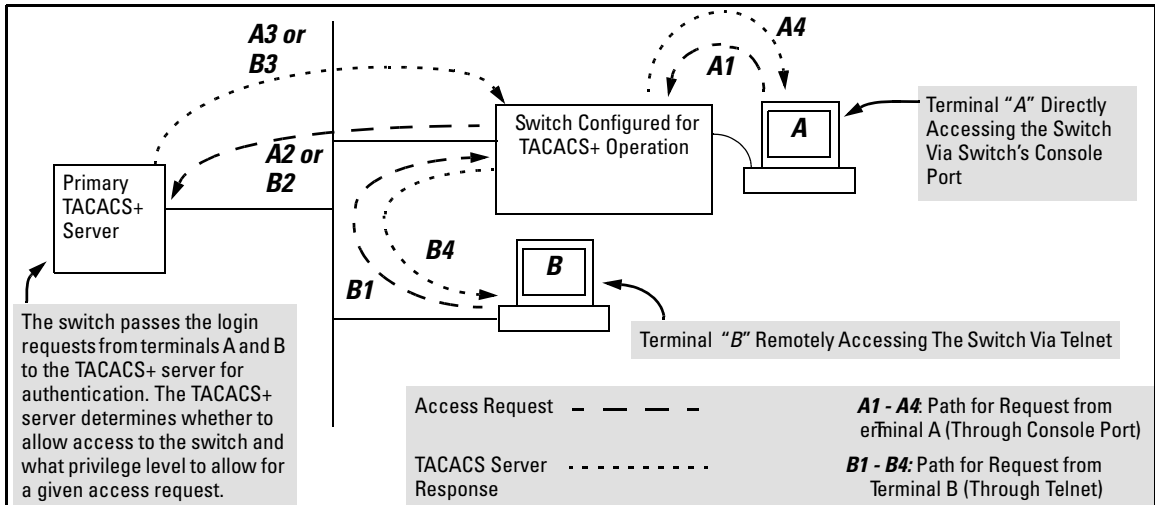 A3 or
B3
A4
A1
Switch Configured for
TACACS+ Operation
A
Terminal “A” Directly
Accessing the Switch
Via Switch's Console
Port
A2 or
B2
Primary
TACACS+
Server
B4
B
B1
The switch passes the login
requests from terminals A and B
to the TACACS+ server for
authentication. The TACACS+
server determines whether to
allow access to the switch and
what privilege level to allow for
a given access request.
Terminal “B” Remotely Accessing The Switch Via Telnet
Access Request
A1 - A4: Path for Request from
Terminal A (Through Console Port)
TACACS Server
Response
B1 - B4: Path for Request from
Terminal B (Through Telnet)